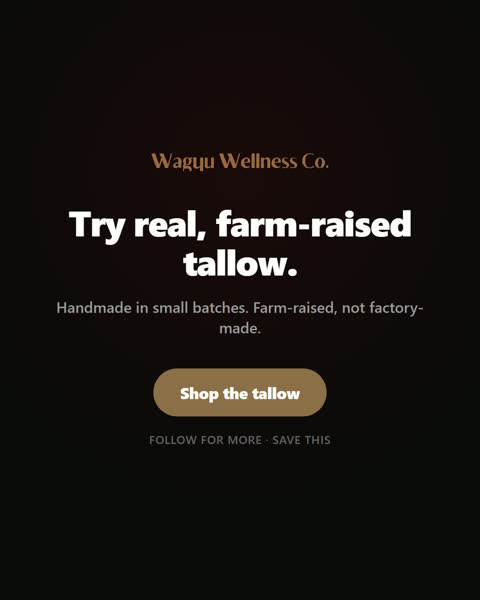 Wagyu Wellness Co.
Try real, farm-raised
tallow.
Handmade in small batches. Farm-raised, not factory-
made.
Shop the tallow
FOLLOW FOR MORE · SAVE THIS